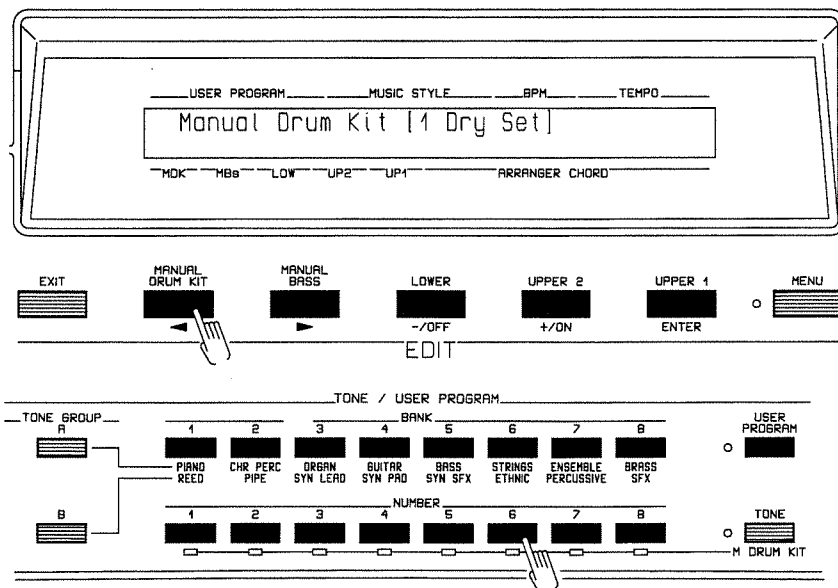 USER PROGRAM MUSIC STYLE BPM TEMPO
Manual Drum Kit [1 Dry Set]
MDK MBs LOW UP2 UP1 ARRANGER CHORD
EXIT MANUAL DRUM KIT MANUAL BASS LOWER UPPER 2 UPPER 1 MENU
◄ ► -/OFF +/ON ENTER
EDIT
TONE / USER PROGRAM
TONE GROUP BANK USER PROGRAM
A 1 2 3 4 5 6 7 8
PIANO CHR PERC ORGAN GUITAR BASS STRINGS ENSEMBLE BRASS
REED PIPE SYN LEAD SYN PAD SYN SFX ETHNIC PERCUSSIVE SFX
NUMBER
B 1 2 3 4 5 6 7 8 TONE
M DRUM KIT